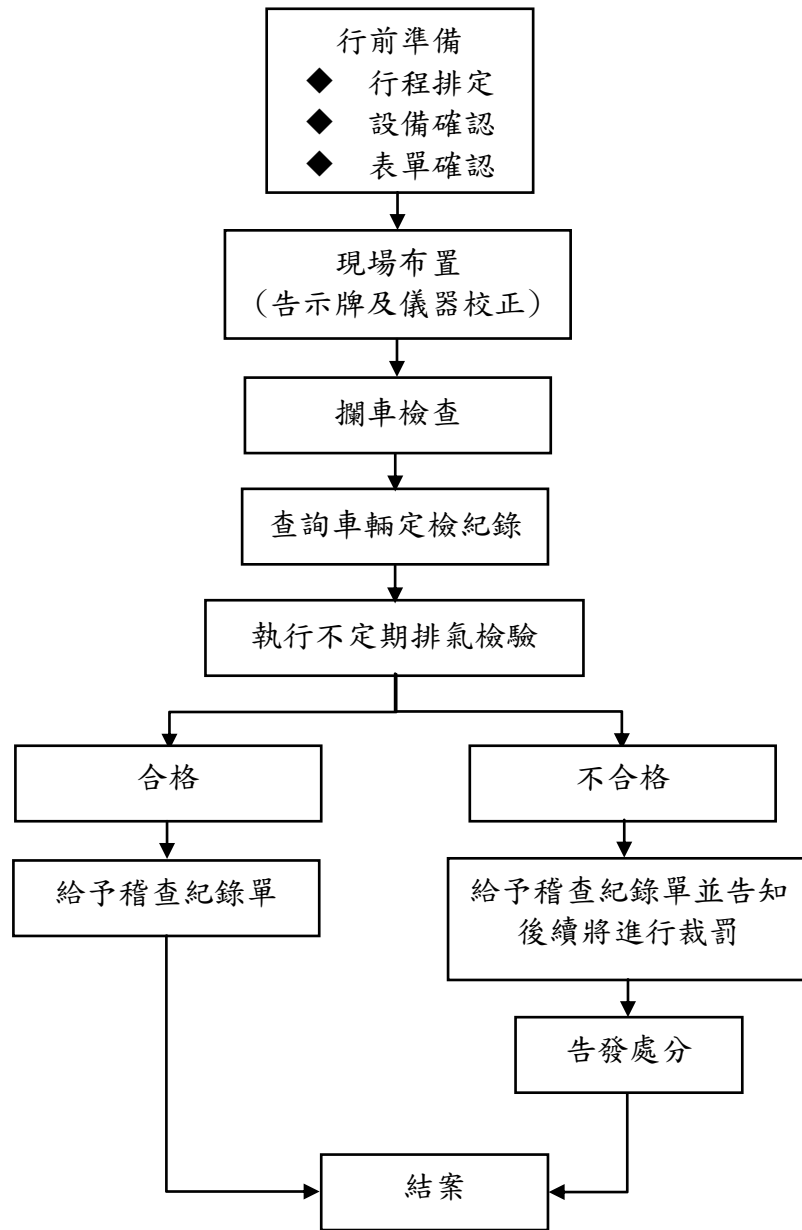 行前準備
◆ 行程排定
◆ 設備確認
◆ 表單確認
現場布置
（告示牌及儀器校正）
攔車檢查
查詢車輛定檢紀錄
執行不定期排氣檢驗
合格
不合格
給予稽查紀錄單
給予稽查紀錄單並告知
後續將進行裁罰
告發處分
結案